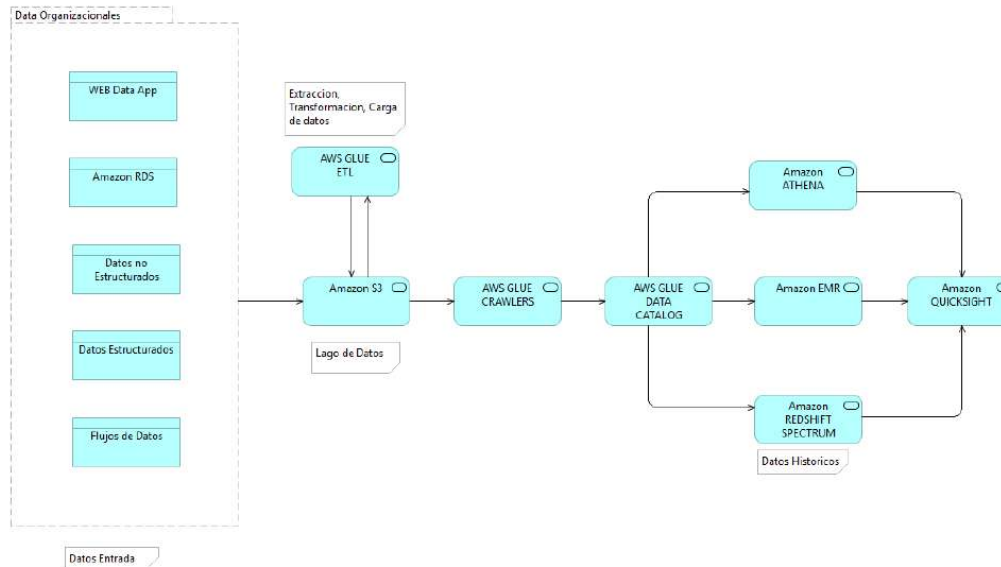 Data Organizacionales
WEB Data App
Amazon RDS
Datos no
Estructurados
Datos Estructurados
Flujos de Datos
Datos Entrada
Extraccion,
Transformacion, Carga
de datos
AWS GLUE
ETL
Amazon S3
Lago de Datos
AWS GLUE
CRAWLERS
AWS GLUE
DATA
CATALOG
Amazon
ATHENA
Amazon EMR
Amazon
REDSHIFT
SPECTRUM
Datos Historicos
Amazon
QUICKSIGHT